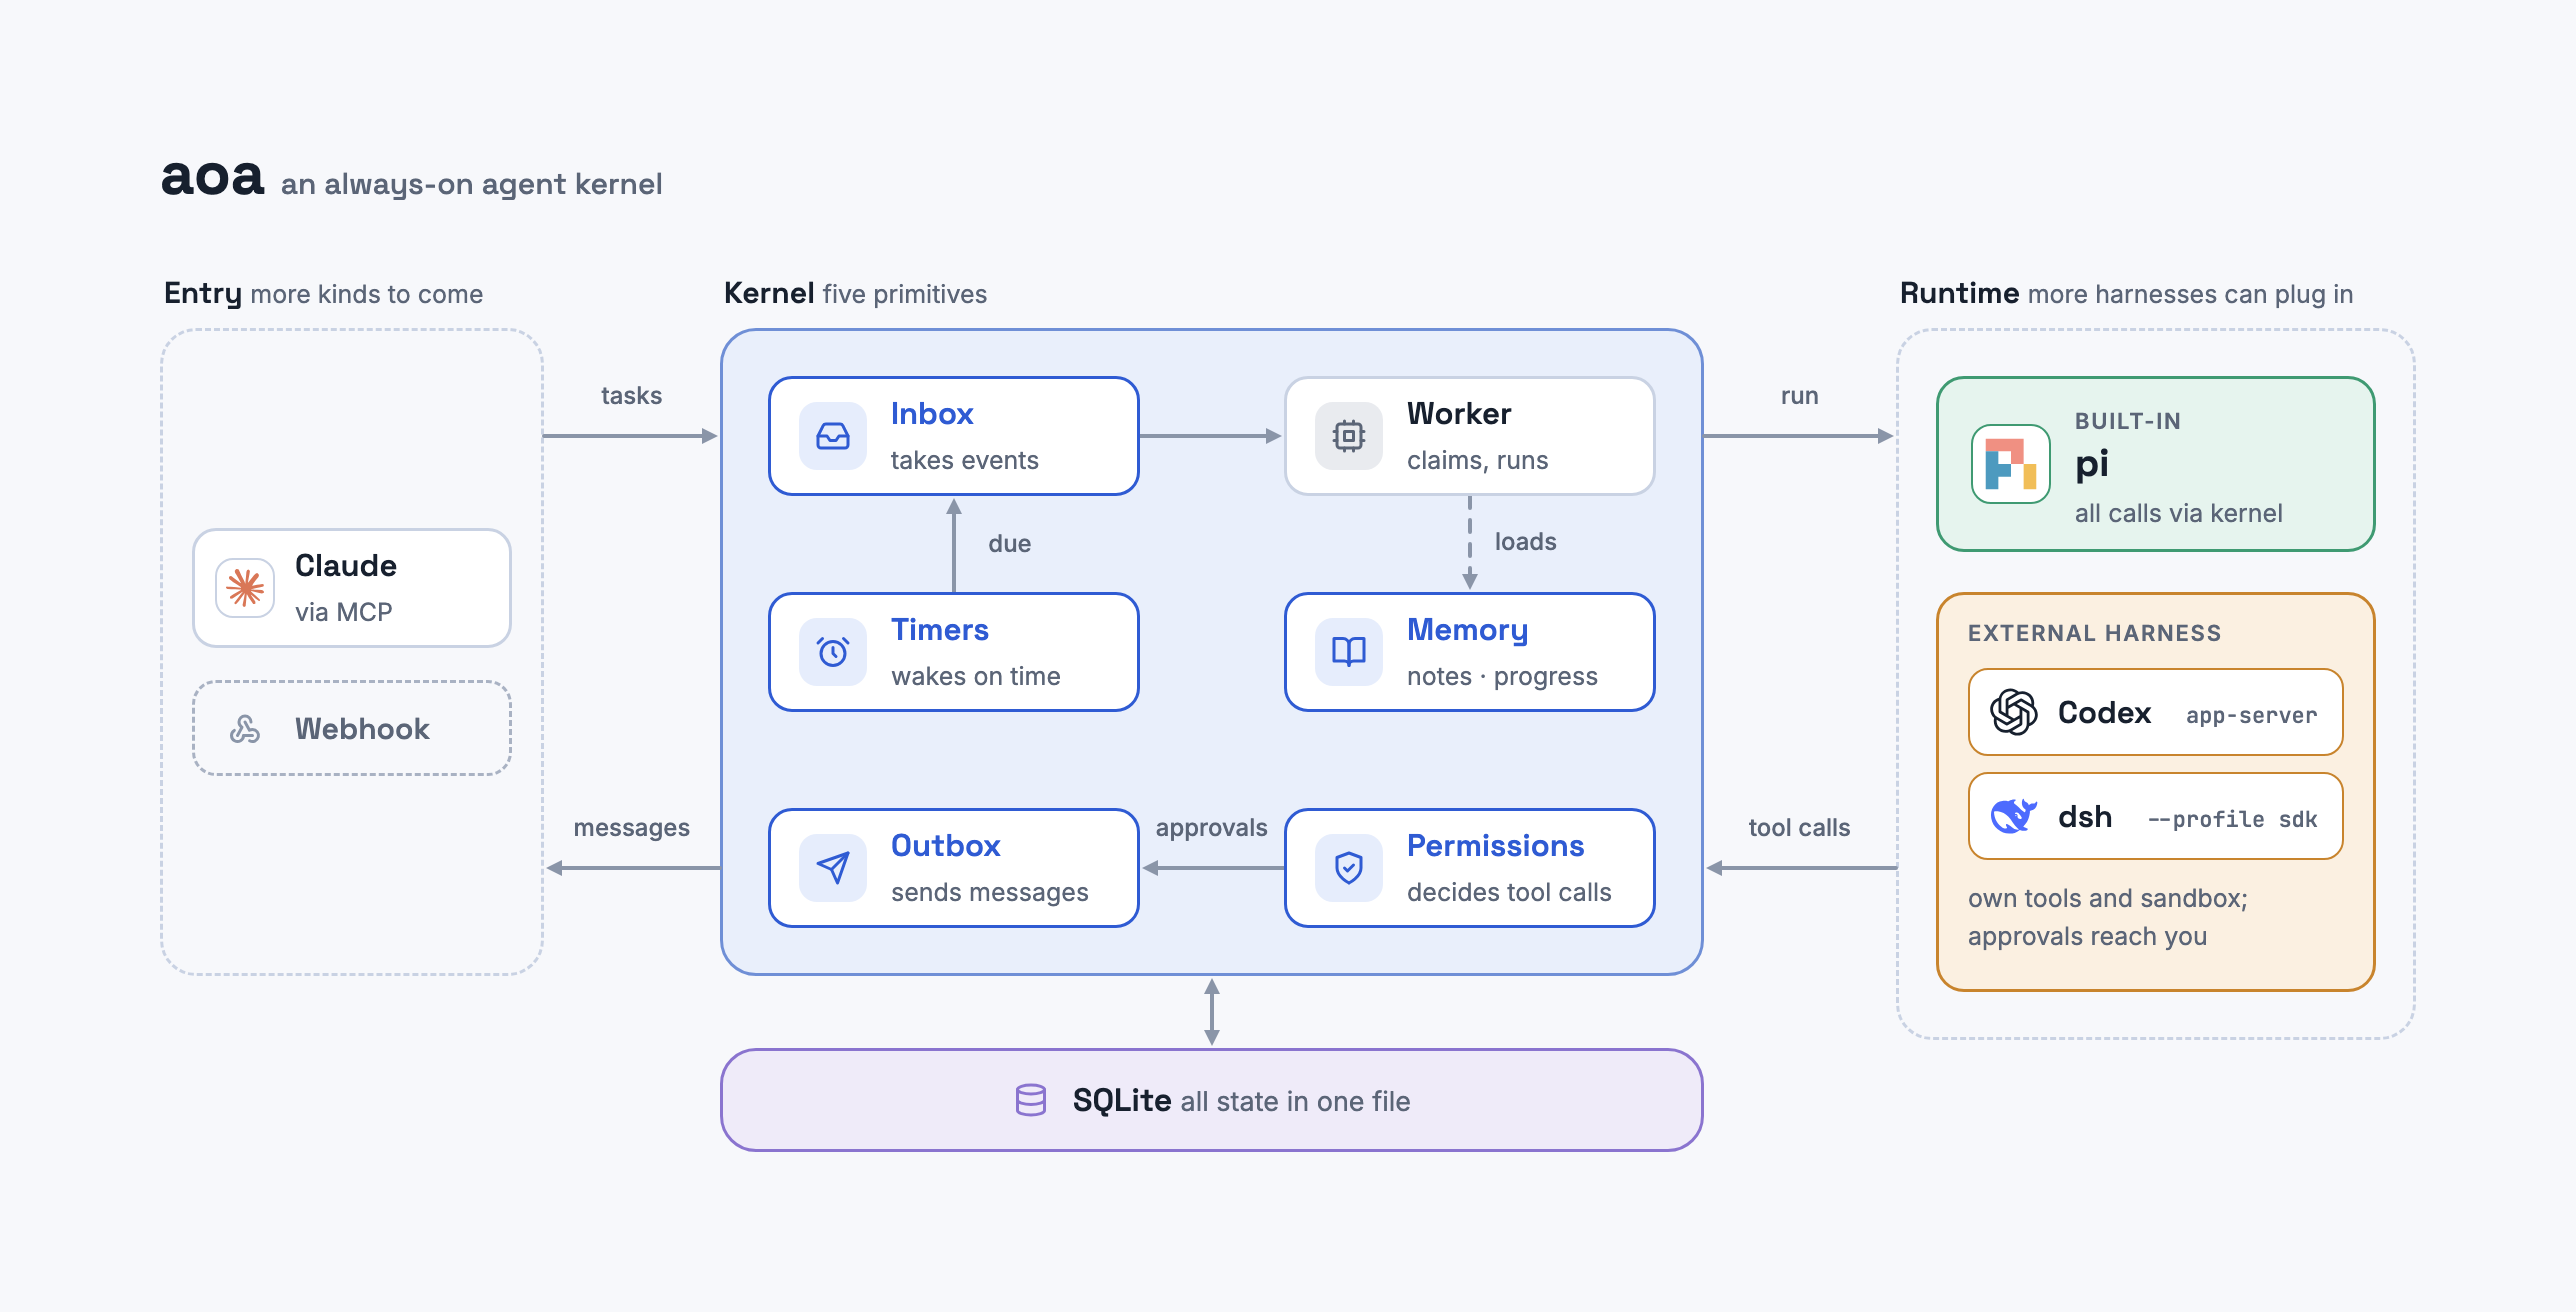 aoa an always-on agent kernel
Entry more kinds to come
Kernel five primitives
Runtime more harnesses can plug in
tasks
run
Inbox
takes events
Worker
claims, runs
BUILT-IN
pi
all calls via kernel
due
loads
Claude
via MCP
Timers
wakes on time
Memory
notes · progress
EXTERNAL HARNESS
Codex app-server
Webhook
dsh --profile sdk
messages
approvals
tool calls
Outbox
sends messages
Permissions
decides tool calls
own tools and sandbox;
approvals reach you
SQLite all state in one file